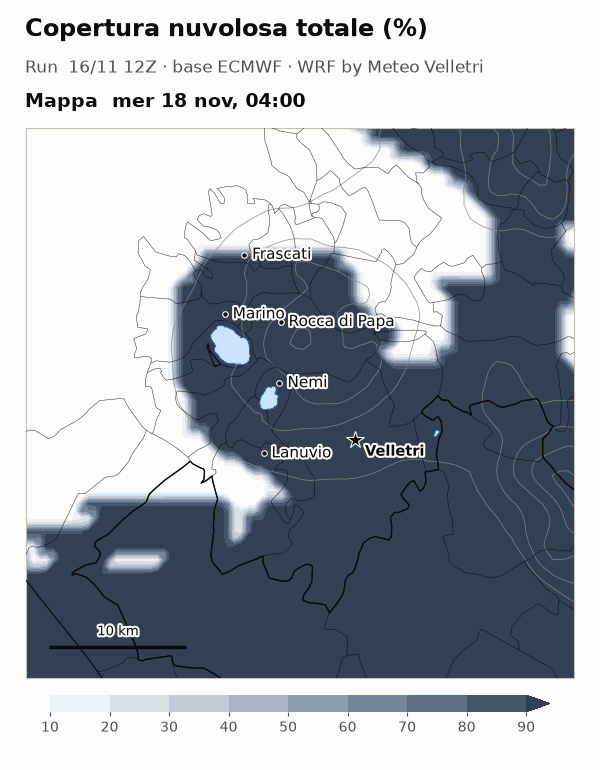 Copertura nuvolosa totale (%)
Run  16/11 12Z · base ECMWF · WRF by Meteo Velletri
Mappa  mer 18 nov, 04:00
Frascati
Marino
Rocca di Papa
Nemi
Velletri
Lanuvio
10 km
10 20 30 40 50 60 70 80 90